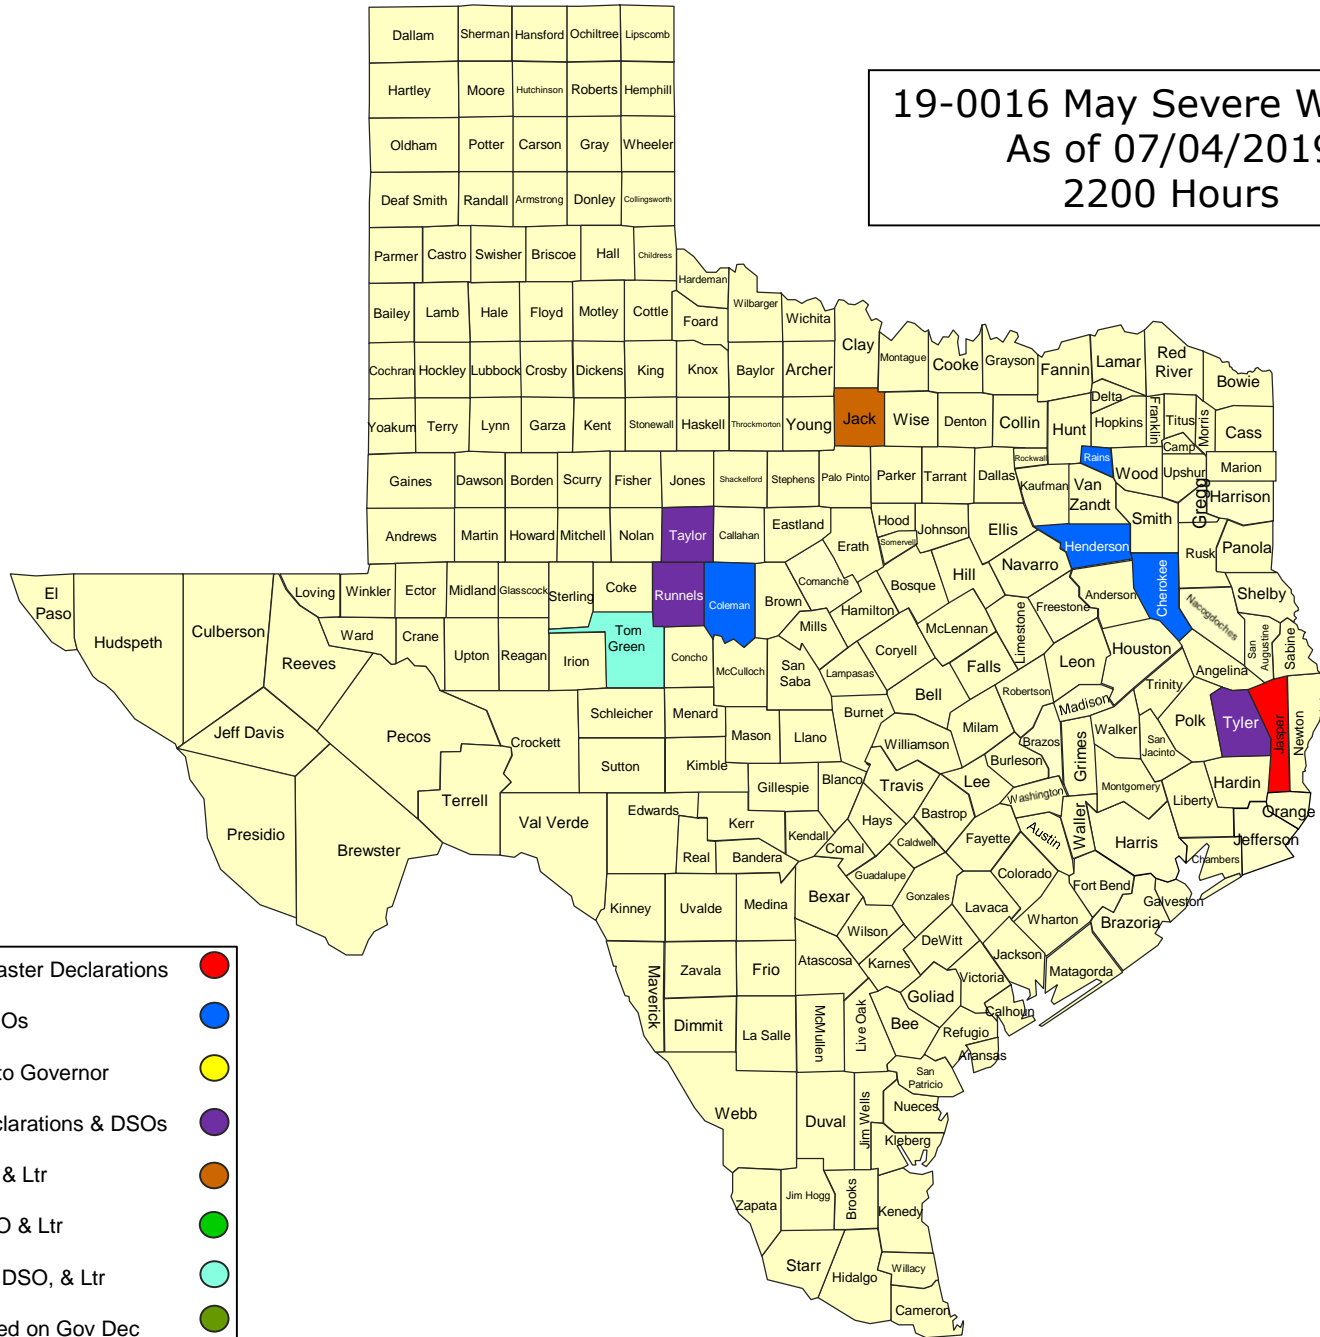 19-0016 May Severe W
As of 07/04/2019
2200 Hours
Dallam Sherman Hansford Ochiltree Lipscomb
Hartley Moore Hutchinson Roberts Hemphill
Oldham Potter Carson Gray Wheeler
Deaf Smith Randall Armstrong Donley Collingsworth
Parmer Castro Swisher Briscoe Hall Childress
Hardeman
Bailey Lamb Hale Floyd Motley Cottle Foard Wilbarger Wichita
Clay Montague Cooke Grayson Fannin Lamar Red
River Bowie
Cochran Hockley Lubbock Crosby Dickens King Knox Baylor Archer
Delta
Yoakum Terry Lynn Garza Kent Stonewall Haskell Throckmorton Young Jack Wise Denton Collin Hunt Hopkins Franklin Titus Morris Cass
Camp
Rockwall Rains
Gaines Dawson Borden Scurry Fisher Jones Shackelford Stephens Palo Pinto Parker Tarrant Dallas Kaufman Van
Zandt Wood Upshur Marion
Gregg Harrison
Andrews Martin Howard Mitchell Nolan Taylor Callahan Eastland Erath Hood Somervell Johnson Ellis Henderson Smith Rusk Panola
El
Paso Hudspeth Culberson Loving Winkler Ector Midland Glasscock Sterling Coke Runnels Coleman Brown Comanche Bosque Hill Navarro Anderson Cherokee Shelby
Nacogdoches
Hamilton Freestone Limestone
Reeves Ward Crane Upton Reagan Irion Tom
Green Concho McCulloch Mills San
Saba Lampasas Coryell McLennan Falls Leon Houston Angelina San
Augustine Sabine
Jeff Davis Pecos Crockett Schleicher Menard Mason Llano Burnet Bell Milam Robertson Madison Trinity Polk Tyler Jasper Newton
Williamson Brazos Grimes Walker San
Jacinto
Sutton Kimble Gillespie Blanco Travis Lee Burleson Washington Montgomery Liberty Hardin Orange
Presidio Brewster Terrell Val Verde Edwards Kerr Kendall Hays Bastrop Caldwell Fayette Austin Waller Harris Jefferson
Real Bandera Comal Guadalupe Gonzales Colorado Fort Bend Chambers
Kinney Uvalde Medina Bexar Wilson Lavaca Wharton Brazoria Galveston
Maverick Zavala Frio Atascosa Karnes DeWitt Jackson Matagorda
Victoria
Dimmit La Salle McMullen Live Oak Bee Goliad Calhoun
Refugio
Aransas
San
Patricio
Webb Duval Jim Wells Nueces
Kleberg
Zapata Jim Hogg Brooks Kenedy
Starr Hidalgo Willacy
Cameron
aster Declarations
Os
to Governor
clarations & DSOs
& Ltr
O & Ltr
DSO, & Ltr
ed on Gov Dec